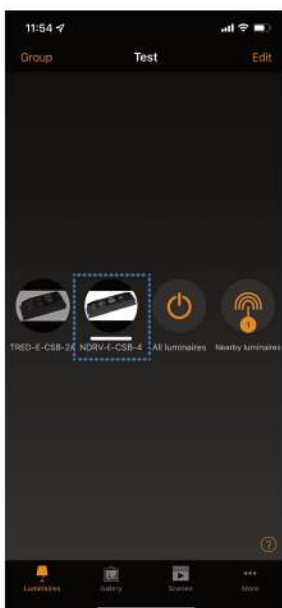 11:54
Group Test Edit
TRED-E-CSB-2A NDRV-E-CSB-4 All luminaires Nearby luminaires
1
?
Luminaires Gallery Scenes More